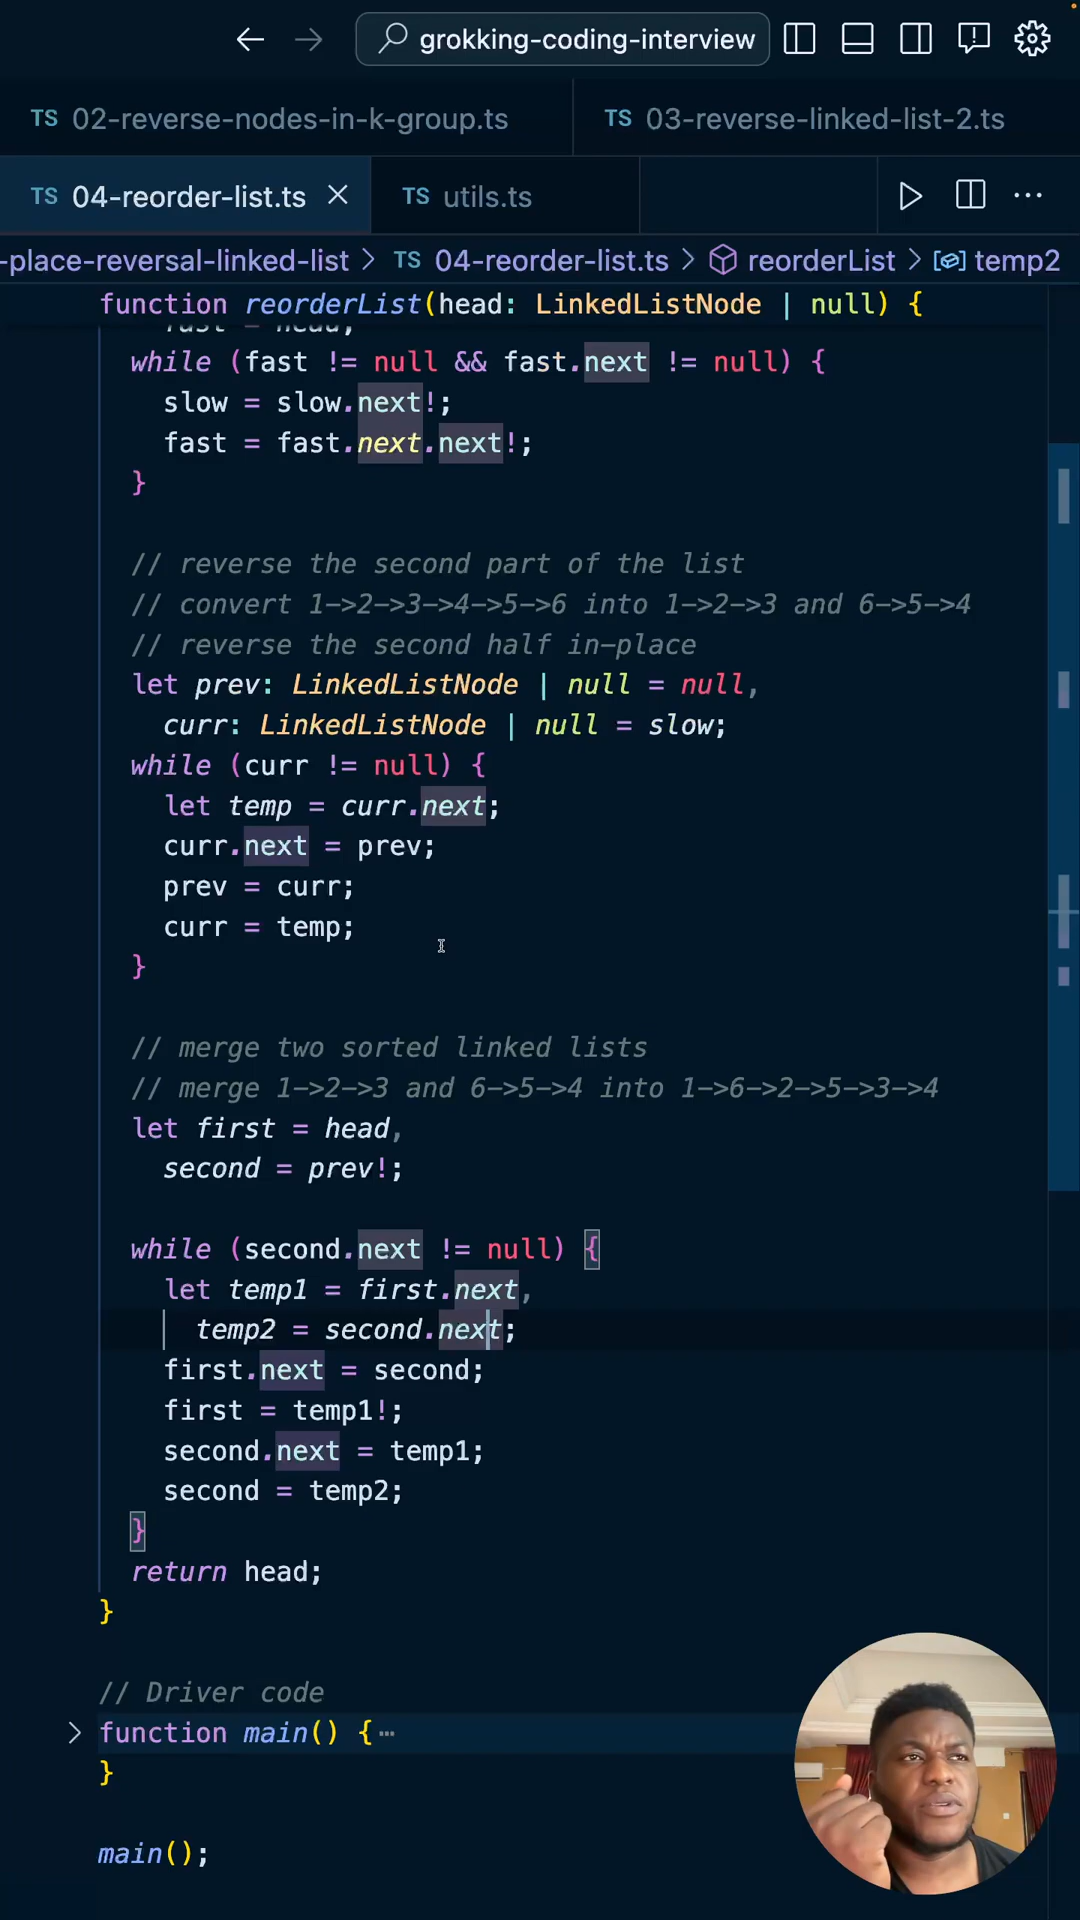 grokking-coding-interview
TS 02-reverse-nodes-in-k-group.ts TS 03-reverse-linked-list-2.ts
TS 04-reorder-list.ts TS utils.ts
-place-reversal-linked-list > TS 04-reorder-list.ts > reorderList > temp2
function reorderList(head: LinkedListNode | null) {
fast = head;
while (fast != null && fast.next != null) {
slow = slow.next!;
fast = fast.next.next!;
}
// reverse the second part of the list
// convert 1->2->3->4->5->6 into 1->2->3 and 6->5->4
// reverse the second half in-place
let prev: LinkedListNode | null = null,
curr: LinkedListNode | null = slow;
while (curr != null) {
let temp = curr.next;
curr.next = prev;
prev = curr;
curr = temp;
}
// merge two sorted linked lists
// merge 1->2->3 and 6->5->4 into 1->6->2->5->3->4
let first = head,
second = prev!;
while (second.next != null) {
let temp1 = first.next,
temp2 = second.next;
first.next = second;
first = temp1!;
second.next = temp1;
second = temp2;
}
return head;
}
// Driver code
function main() {…
}
main();